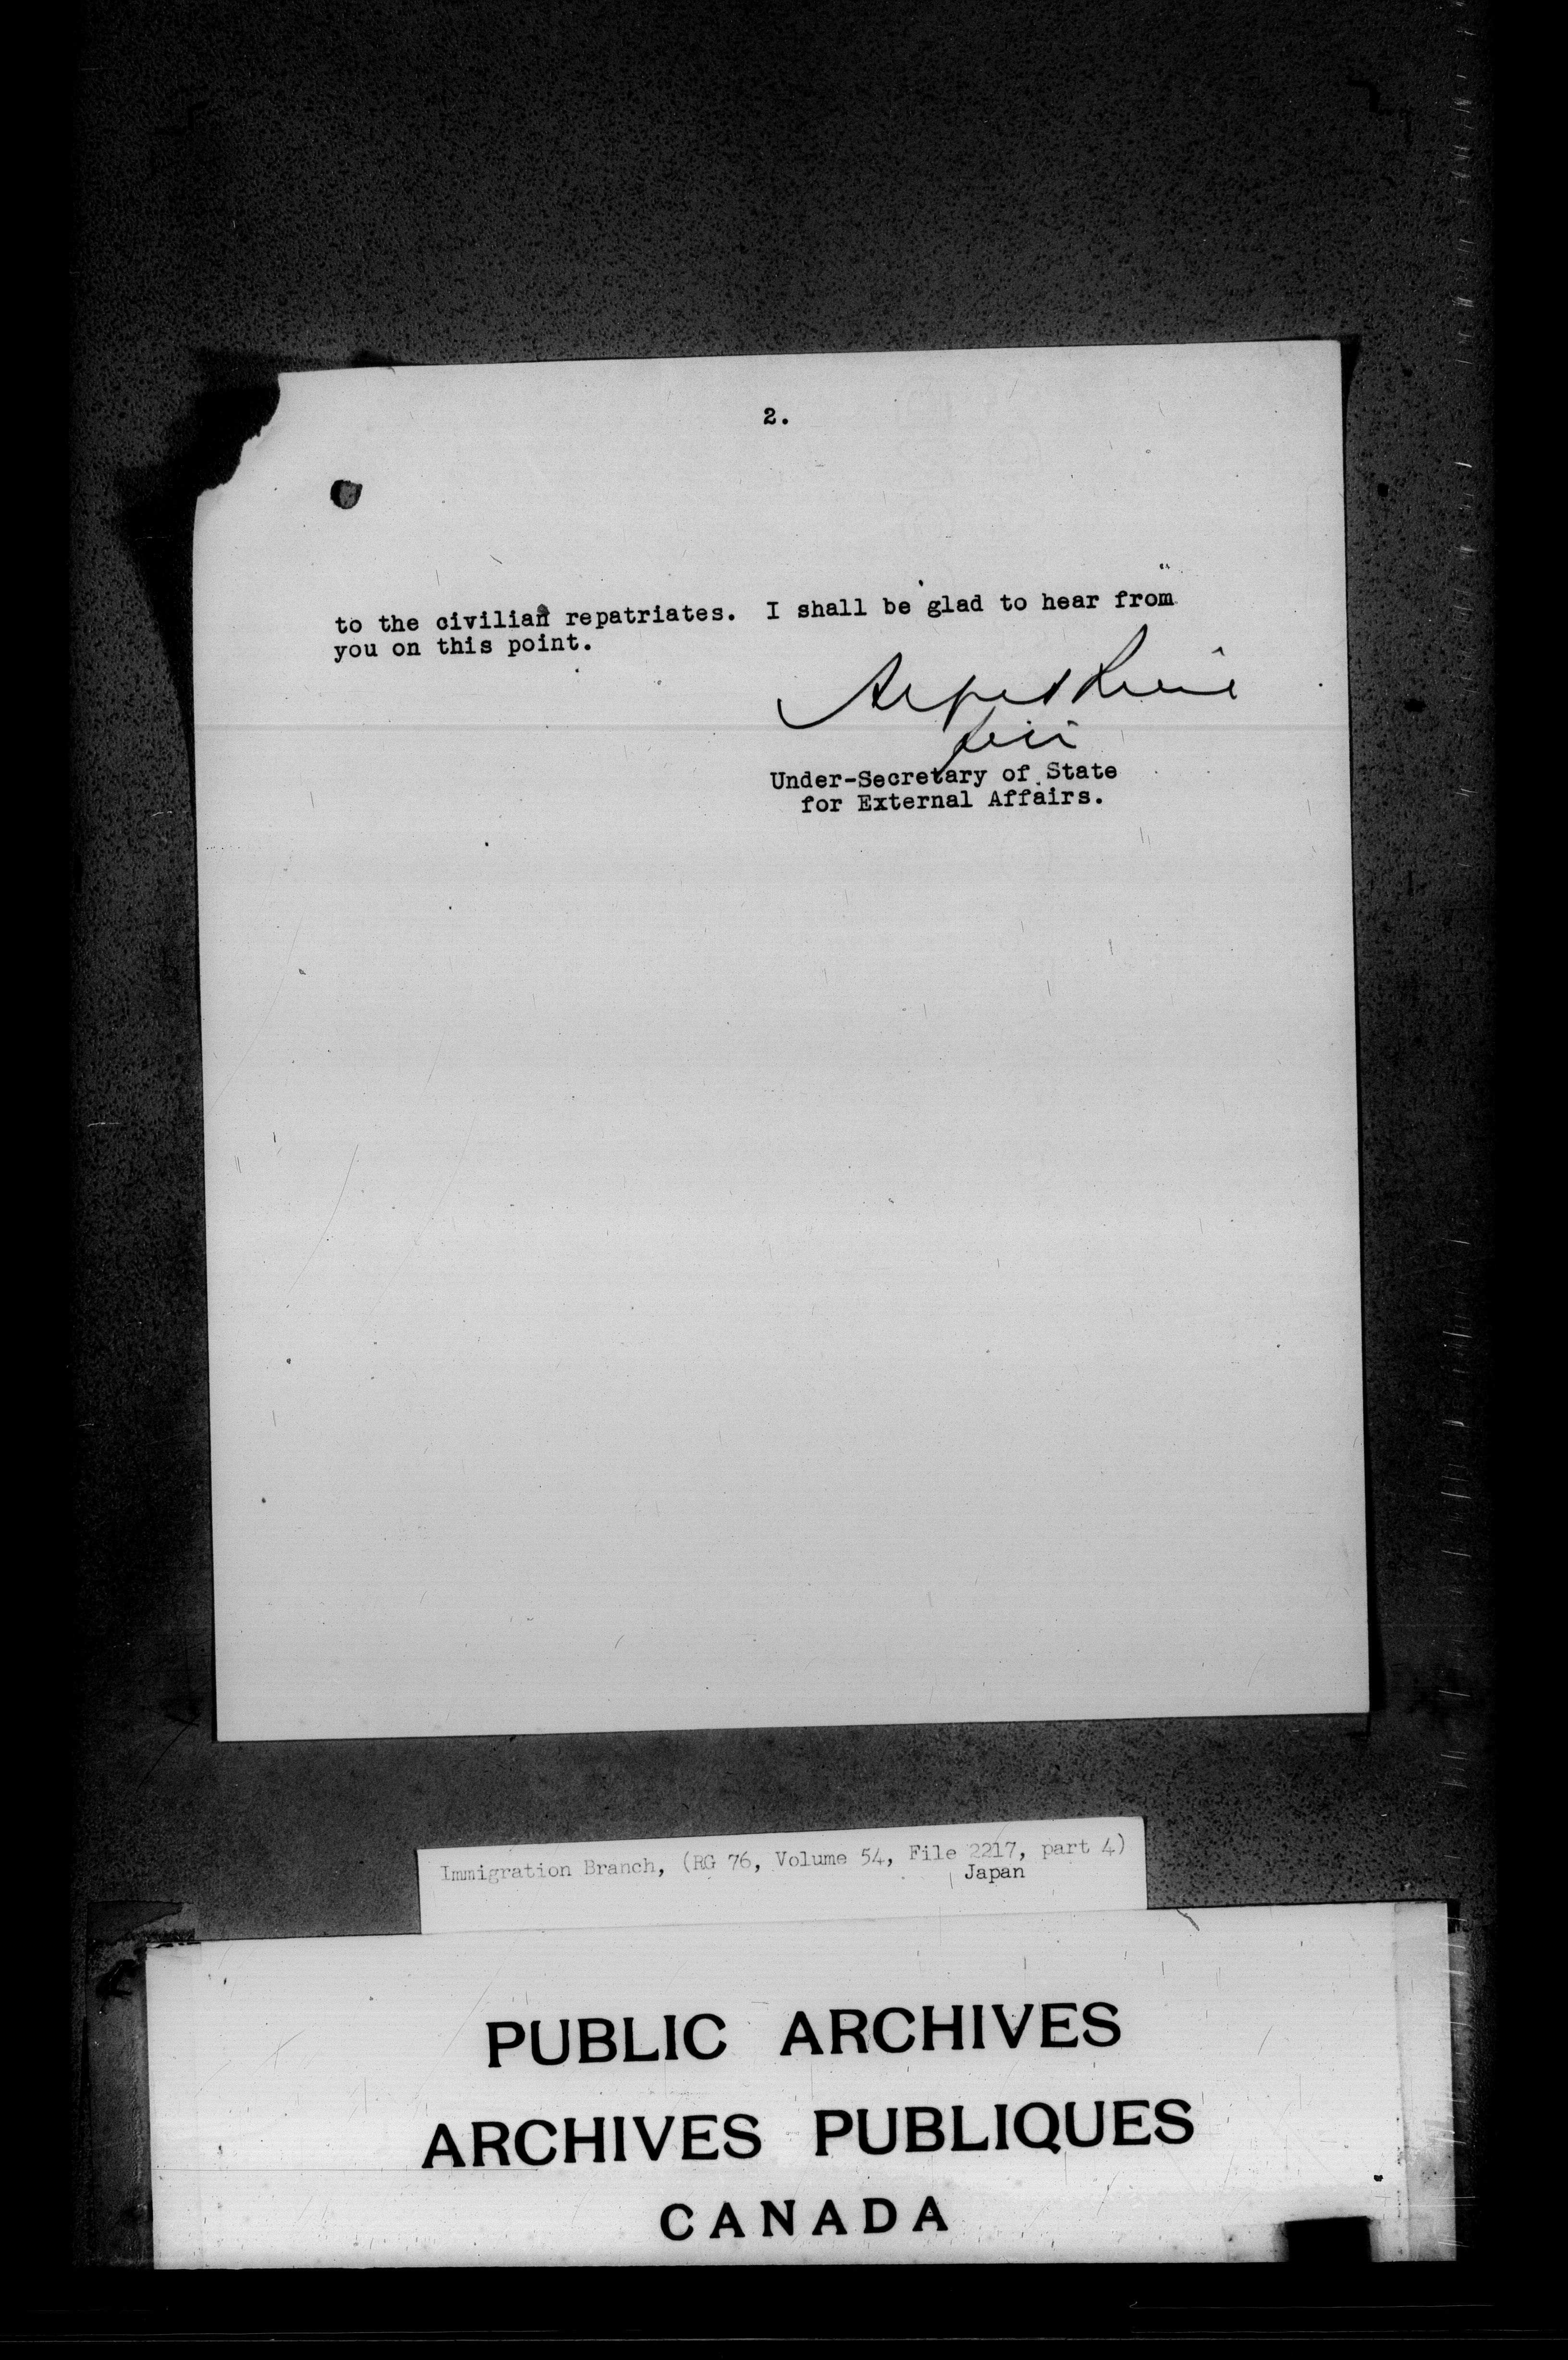 2.
to the civilian repatriates. I shall be glad to hear from
you on this point.
Under-Secretary of State
for External Affairs.
Immigration Branch, (RG 76, Volume 54, File 2217, part 4)
Japan
PUBLIC ARCHIVES
ARCHIVES PUBLIQUES
CANADA